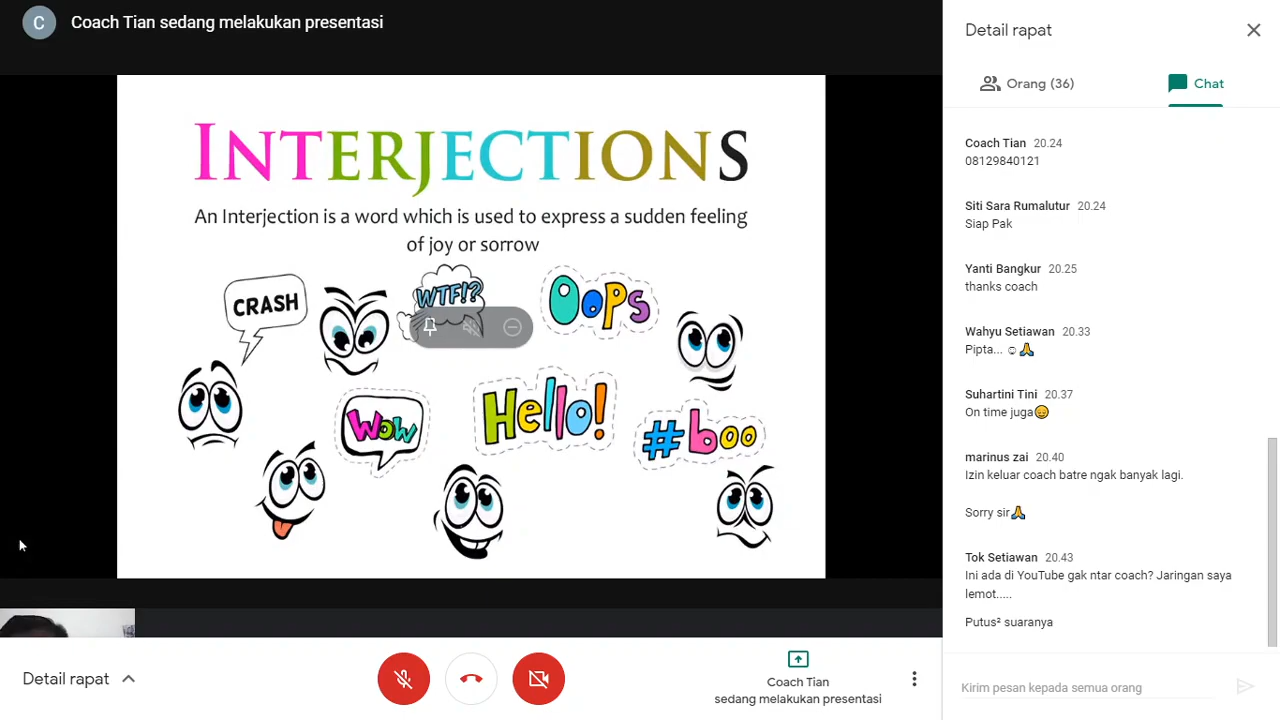 C
Coach Tian sedang melakukan presentasi
INTERJECTIONS
An Interjection is a word which is used to express a sudden feeling
of joy or sorrow
CRASH
WTF!?
Oops
WOW
Hello!
#boo
Detail rapat
Coach Tian
sedang melakukan presentasi
Detail rapat
Orang (36)
Chat
Coach Tian 20.24
08129840121
Siti Sara Rumalutur 20.24
Siap Pak
Yanti Bangkur 20.25
thanks coach
Wahyu Setiawan 20.33
Pipta... ☺🙏
Suhartini Tini 20.37
On time juga😄
marinus zai 20.40
Izin keluar coach batre ngak banyak lagi.
Sorry sir🙏
Tok Setiawan 20.43
Ini ada di YouTube gak ntar coach? Jaringan saya
lemot.....
Putus² suaranya
Kirim pesan kepada semua orang